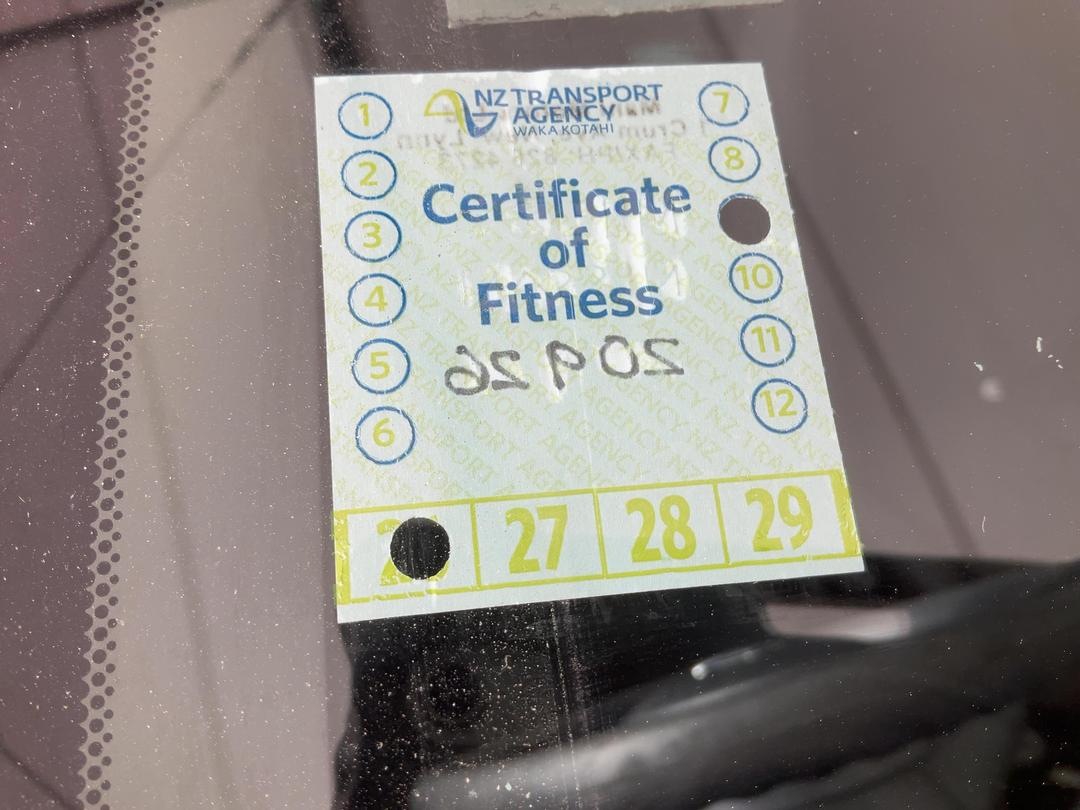 NZ TRANSPORT
AGENCY
WAKA KOTAHI
Certificate
of
Fitness
20 9 26
1
2
3
4
5
6
7
8
10
11
12
27
28
29